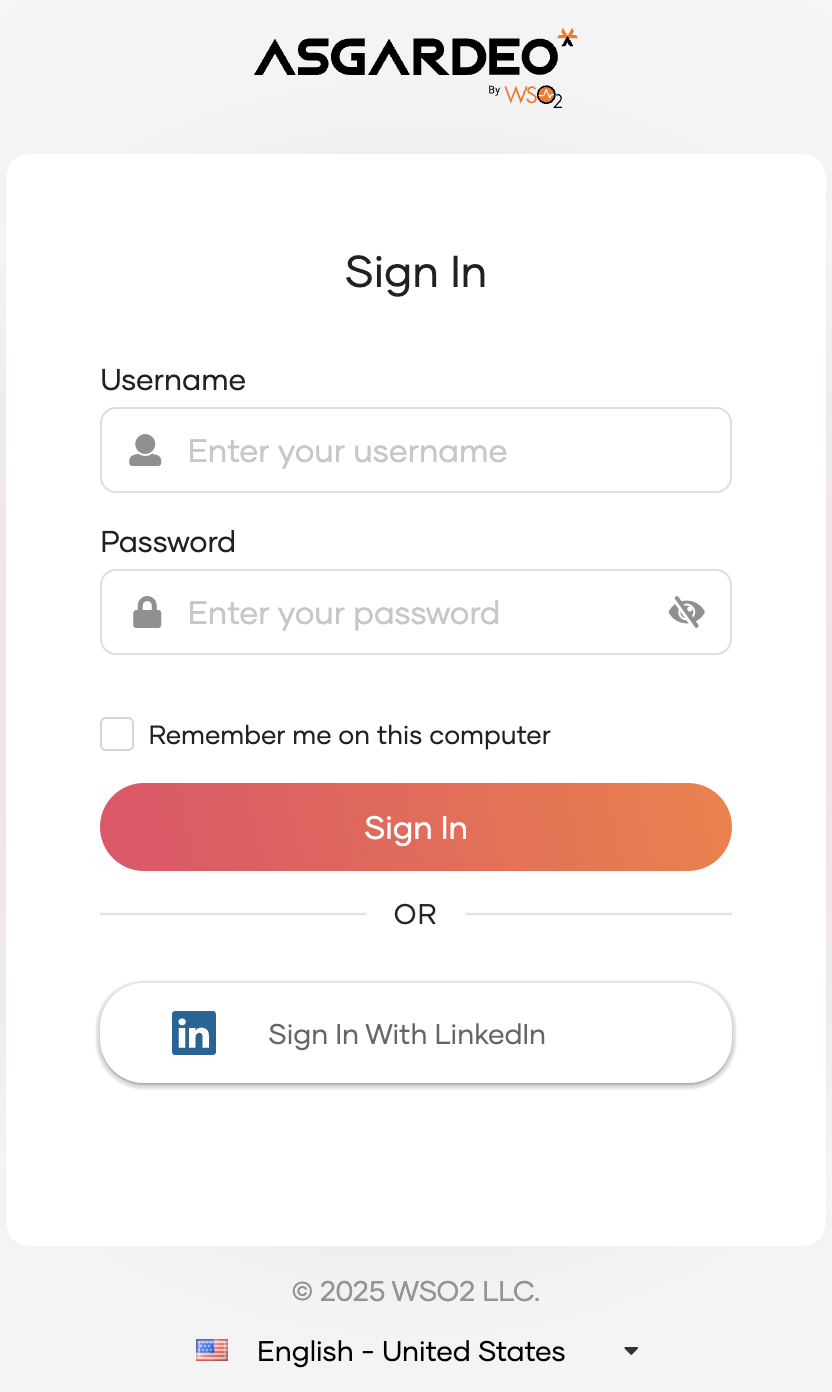 ASGARDEO
By WSO2
Sign In
Username
Enter your username
Password
Enter your password
Remember me on this computer
Sign In
OR
in Sign In With LinkedIn
© 2025 WSO2 LLC.
English - United States